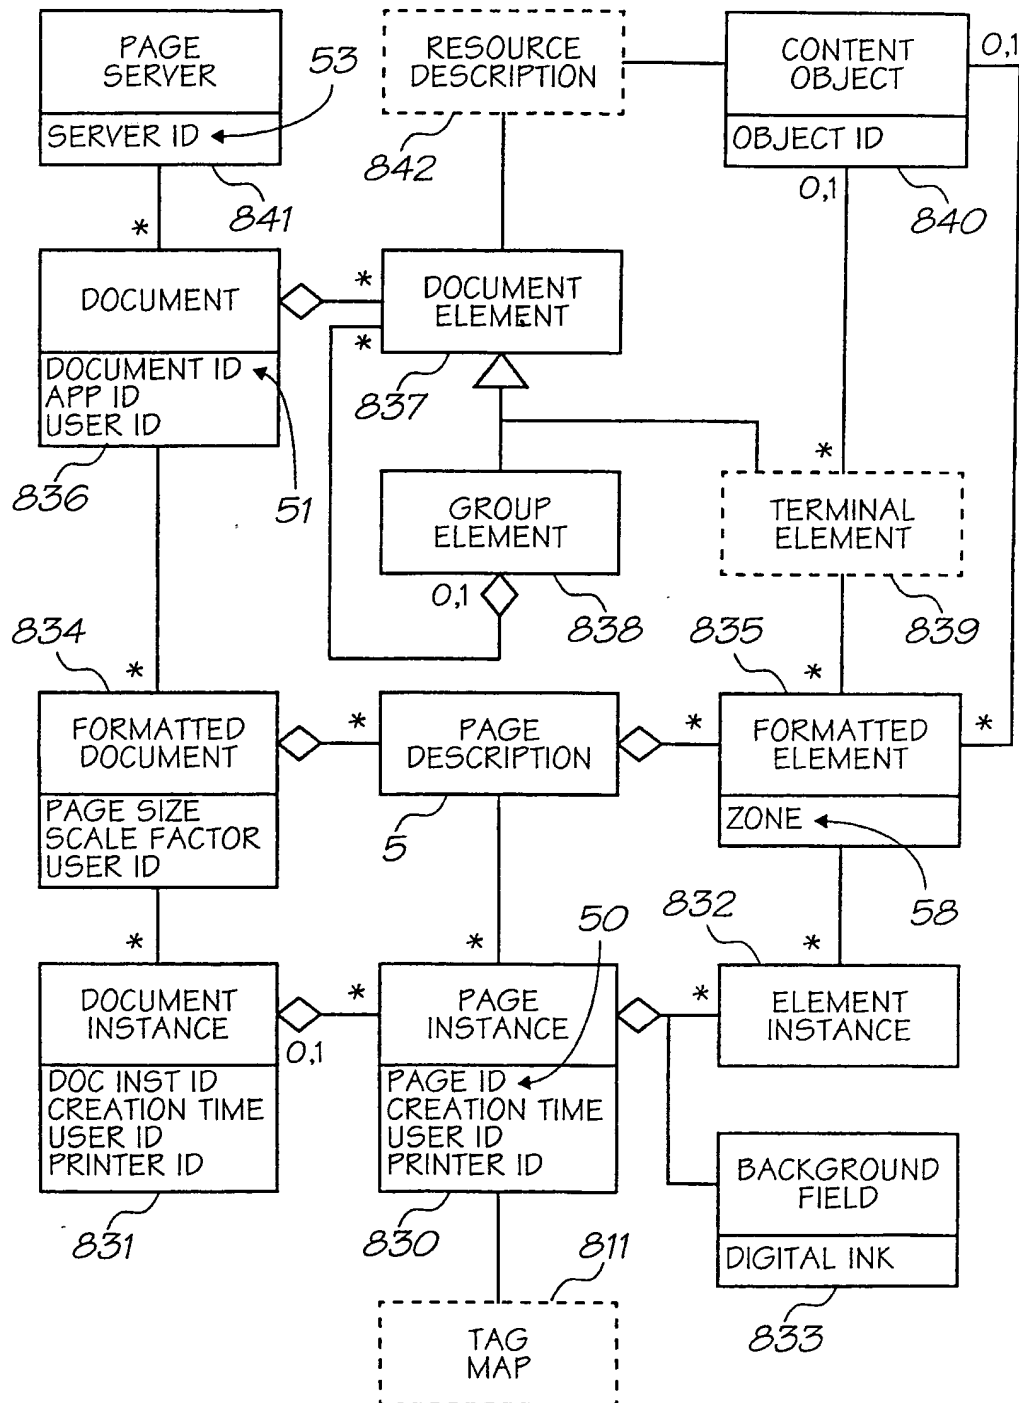 PAGE
SERVER
SERVER ID
53
841
RESOURCE
DESCRIPTION
842
CONTENT
OBJECT
OBJECT ID
0,1
0,1
840
*
DOCUMENT
DOCUMENT ID
APP ID
USER ID
836
51
*
*
DOCUMENT
ELEMENT
837
GROUP
ELEMENT
0,1
838
*
TERMINAL
ELEMENT
839
834
*
FORMATTED
DOCUMENT
PAGE SIZE
SCALE FACTOR
USER ID
*
PAGE
DESCRIPTION
5
835
*
*
*
FORMATTED
ELEMENT
ZONE
58
*
DOCUMENT
INSTANCE
0,1
DOC INST ID
CREATION TIME
USER ID
PRINTER ID
831
50
*
*
PAGE
INSTANCE
PAGE ID
CREATION TIME
USER ID
PRINTER ID
830
832
*
*
ELEMENT
INSTANCE
BACKGROUND
FIELD
DIGITAL INK
833
811
TAG
MAP